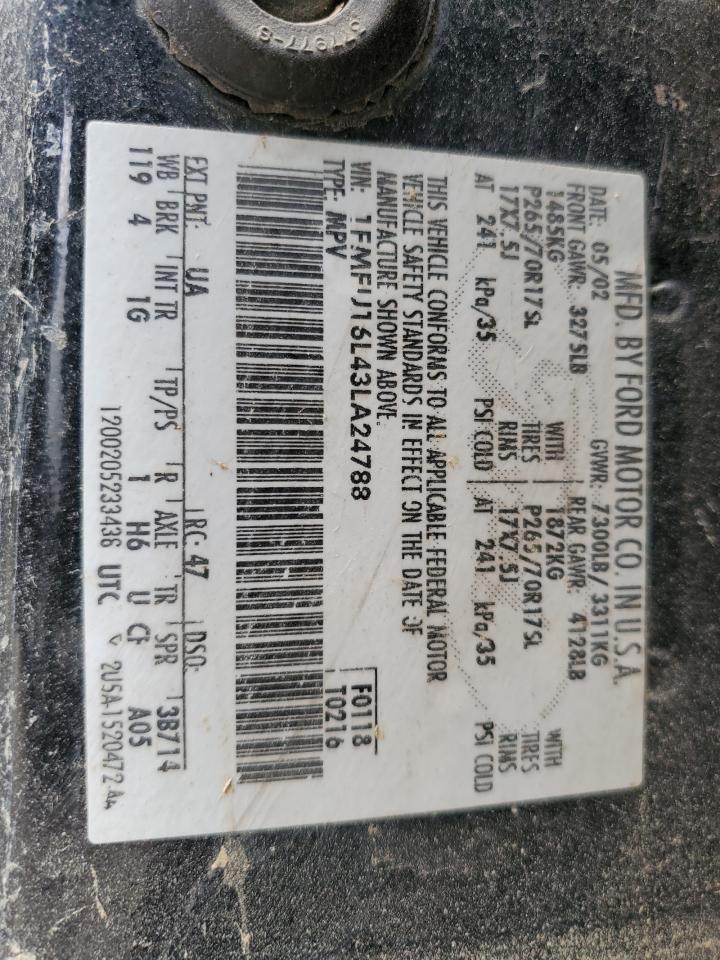 377977-S
MFD. BY FORD MOTOR CO. IN U.S.A.
DATE: 05/02 GVWR: 7300LB/ 3311KG
FRONT GAWR: 3275LB REAR GAWR: 4128LB
1485KG WITH 1872KG WITH
P265/70R17SL TIRES P265/70R17SL TIRES
17X7.5J RIMS 17X7.5J RIMS
AT 241 kPa/35 PSI COLD AT 241 kPa/35 PSI COLD
THIS VEHICLE CONFORMS TO ALL APPLICABLE FEDERAL MOTOR
VEHICLE SAFETY STANDARDS IN EFFECT ON THE DATE OF
MANUFACTURE SHOWN ABOVE.
VIN: 1FMFU16L43LA24788 F0118
TYPE: MPV T0216
EXT PNT: UA RC: 47 DSO: 3B714
WB BRK INT TR TP/PS R AXLE TR SPR
119 4 1G 1 H6 U CF A05
1200205233436 UTC 2U5A1520472 AA